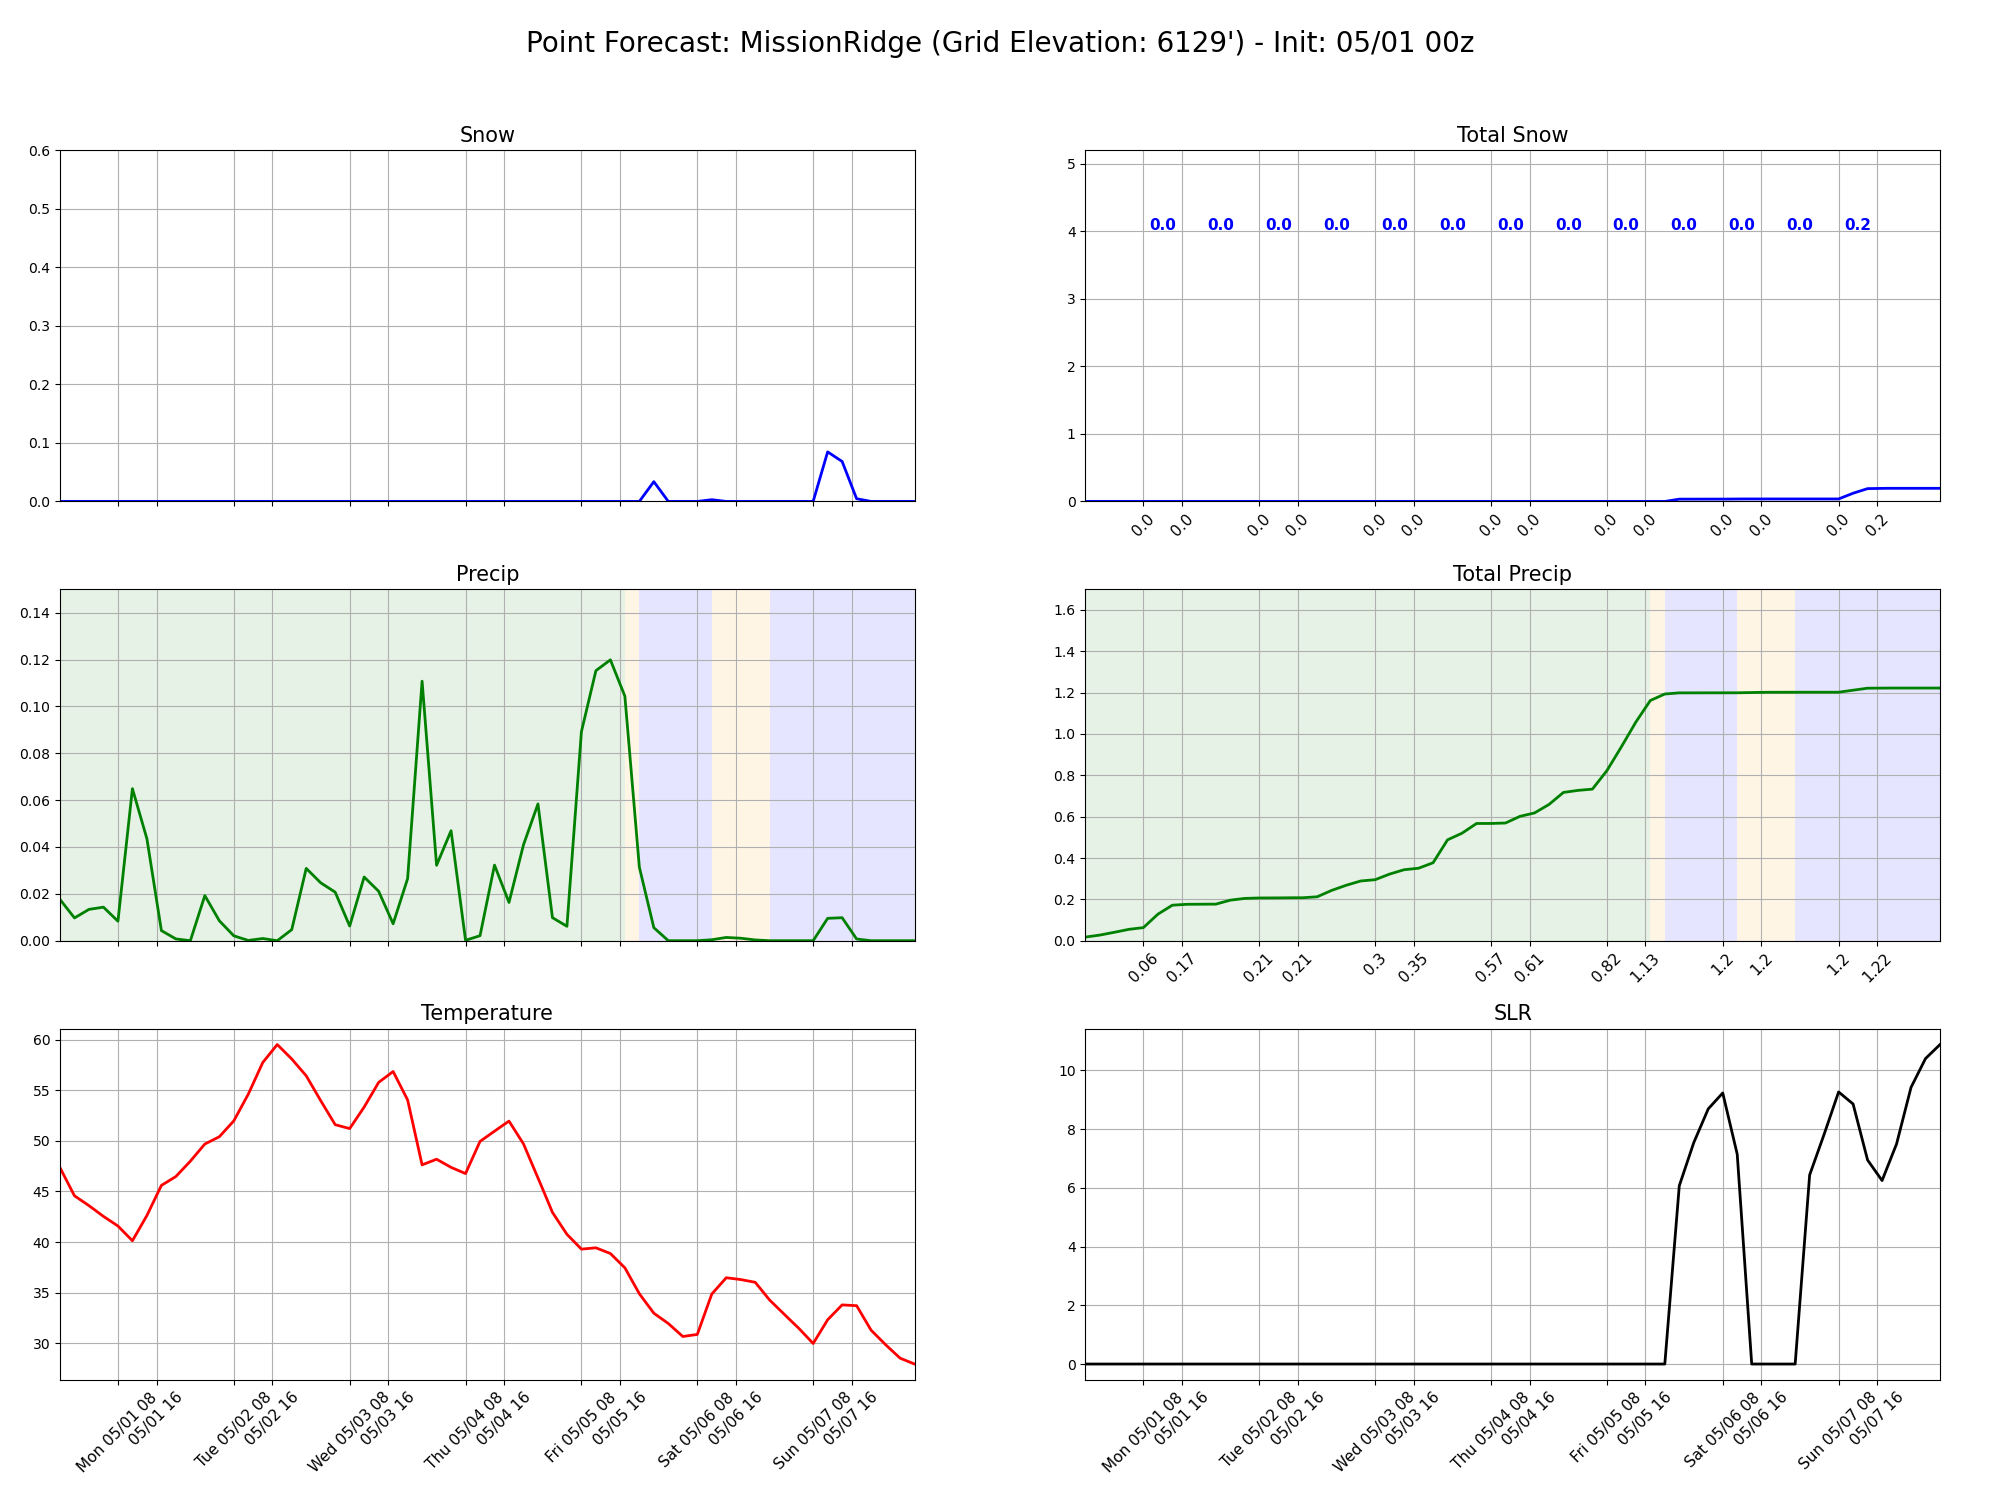 Point Forecast: MissionRidge (Grid Elevation: 6129') - Init: 05/01 00z
Snow
0.6
0.5
0.4
0.3
0.2
0.1
0.0
Total Snow
5
4
3
2
1
0
0.0 0.0 0.0 0.0 0.0 0.0 0.0 0.0 0.0 0.0 0.0 0.0 0.2
0.0 0.0 0.0 0.0 0.0 0.0 0.0 0.0 0.0 0.0 0.0 0.0 0.0 0.2
Precip
0.14
0.12
0.10
0.08
0.06
0.04
0.02
0.00
Total Precip
1.6
1.4
1.2
1.0
0.8
0.6
0.4
0.2
0.0
0.06 0.17 0.21 0.21 0.3 0.35 0.57 0.61 0.82 1.13 1.2 1.2 1.2 1.22
Temperature
60
55
50
45
40
35
30
Mon 05/01 08
05/01 16
Tue 05/02 08
05/02 16
Wed 05/03 08
05/03 16
Thu 05/04 08
05/04 16
Fri 05/05 08
05/05 16
Sat 05/06 08
05/06 16
Sun 05/07 08
05/07 16
SLR
10
8
6
4
2
0
Mon 05/01 08
05/01 16
Tue 05/02 08
05/02 16
Wed 05/03 08
05/03 16
Thu 05/04 08
05/04 16
Fri 05/05 08
05/05 16
Sat 05/06 08
05/06 16
Sun 05/07 08
05/07 16